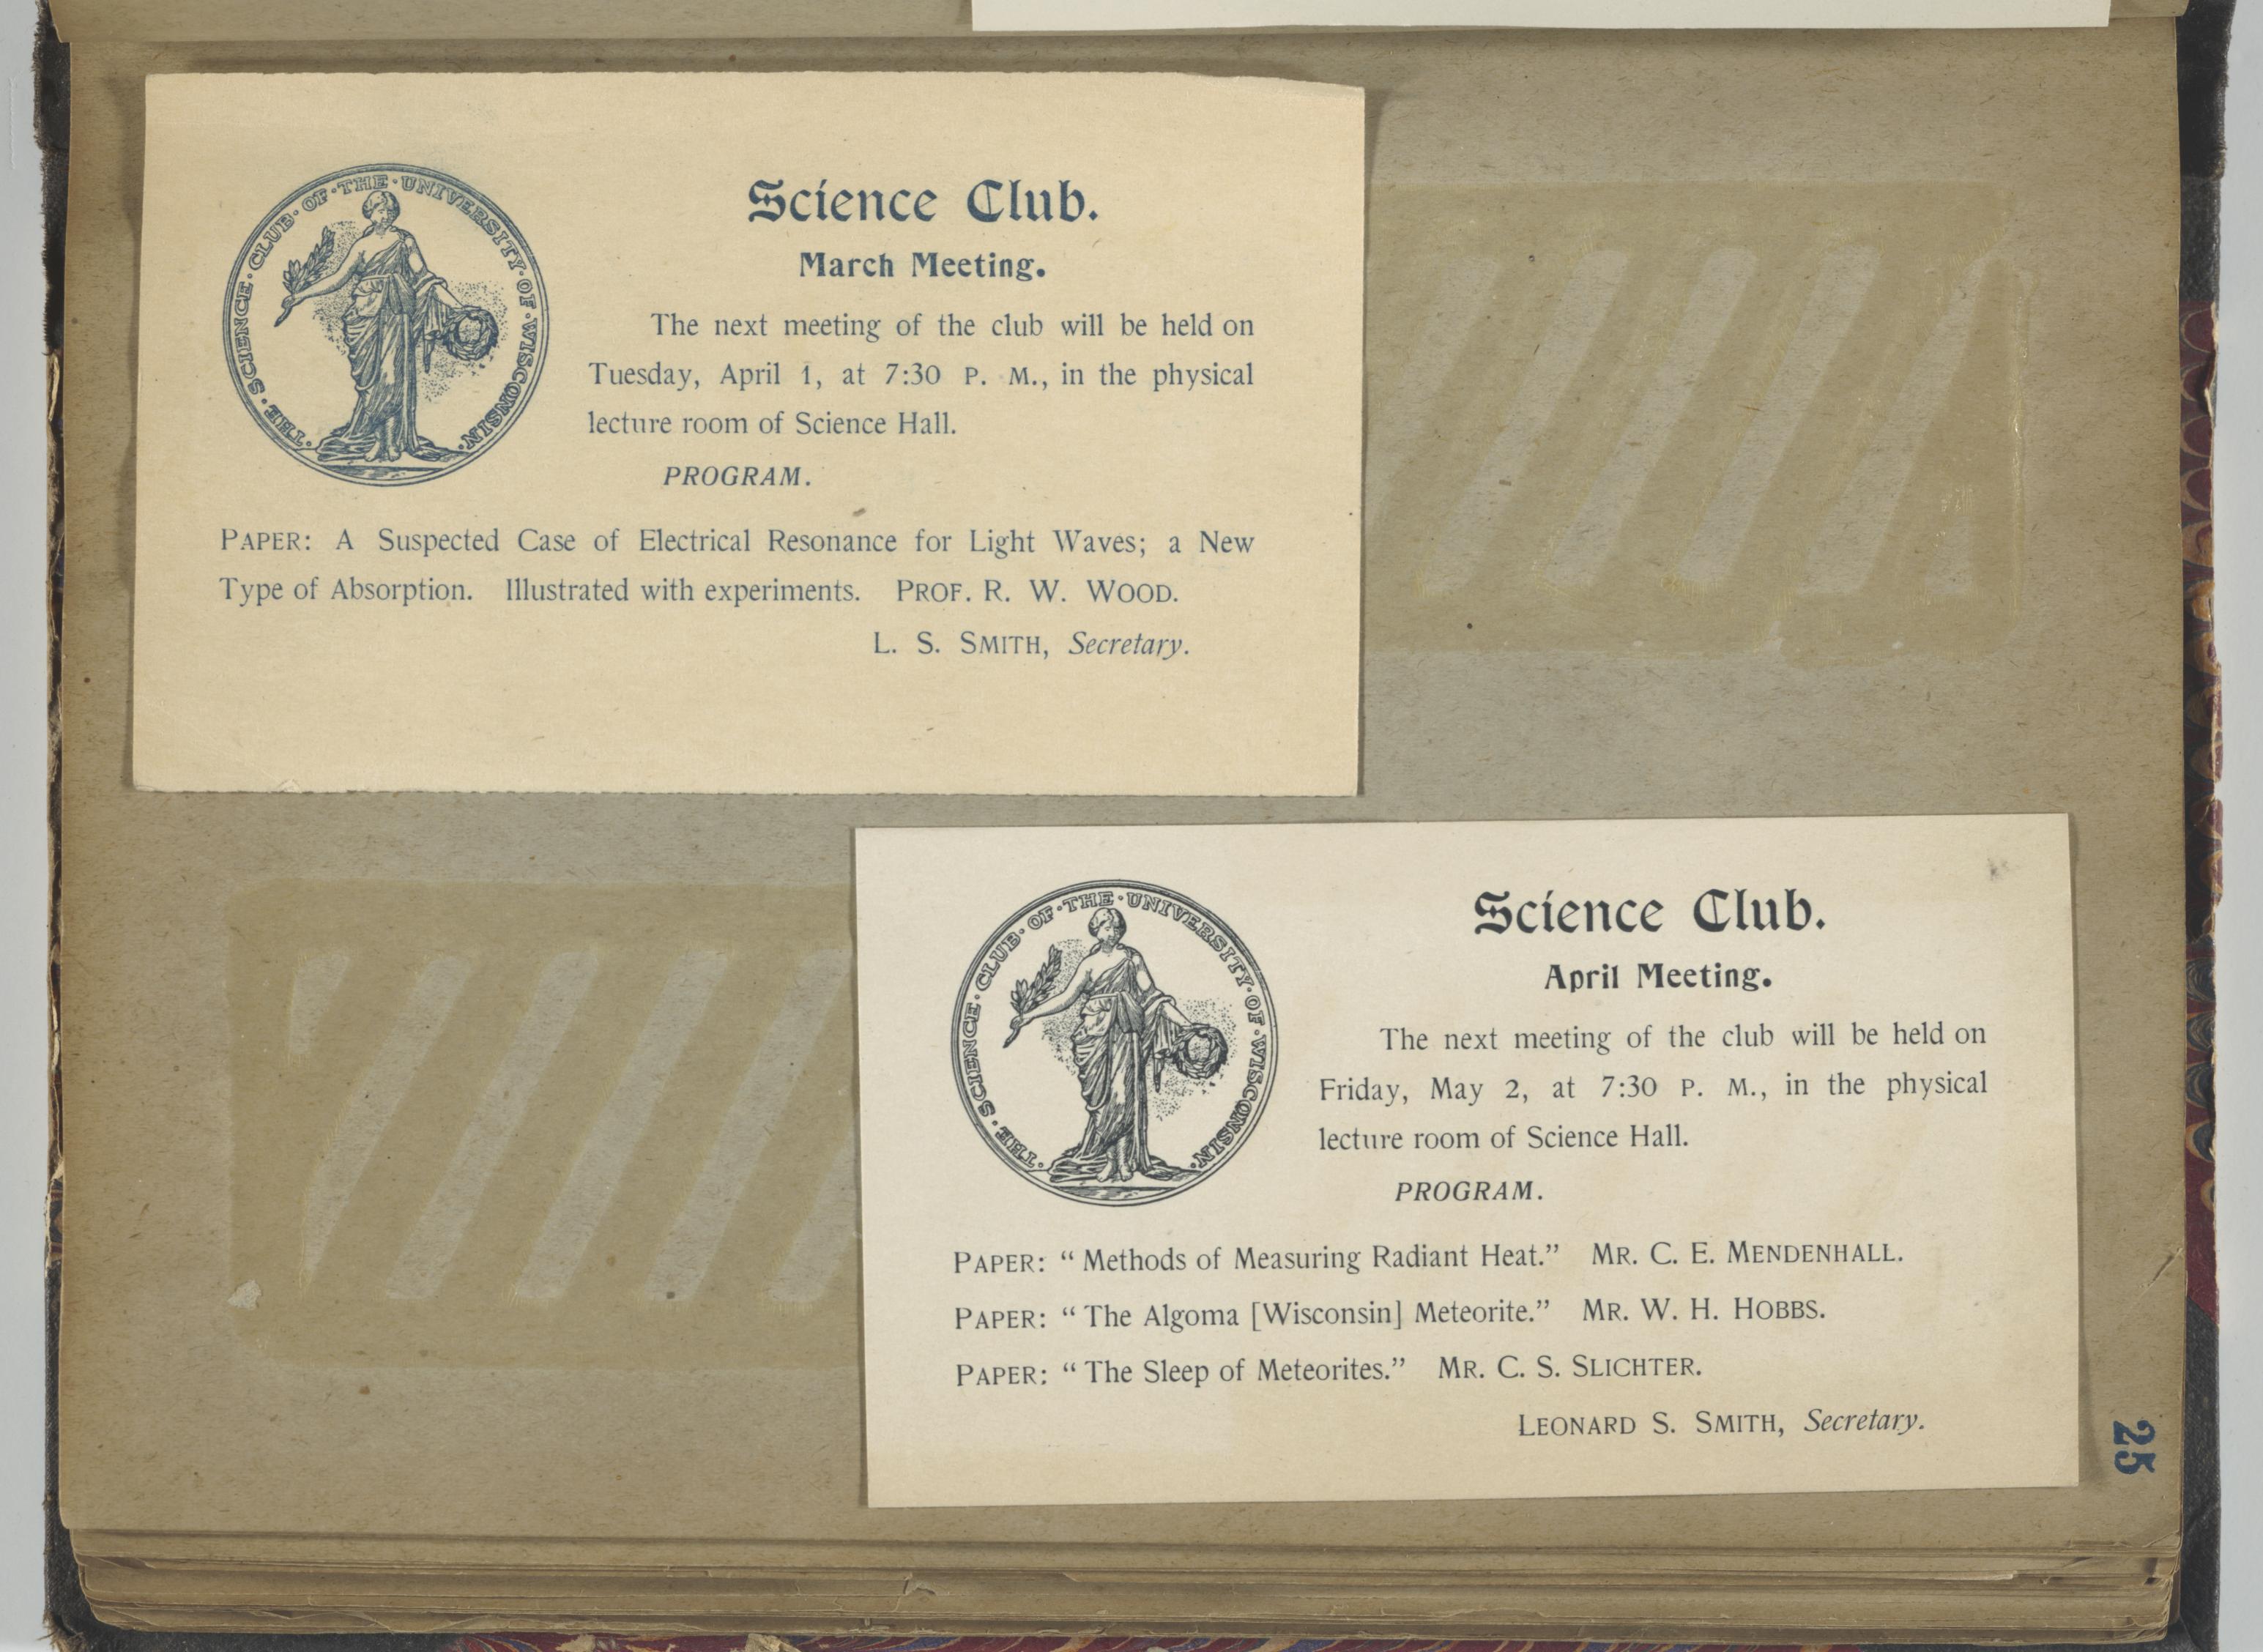 ·THE·SCIENCE·CLUB·OF·THE·UNIVERSITY·OF·WISCONSIN·
Science Club.
March Meeting.
The next meeting of the club will be held on
Tuesday, April 1, at 7:30 P. M., in the physical
lecture room of Science Hall.
PROGRAM.
PAPER: A Suspected Case of Electrical Resonance for Light Waves; a New
Type of Absorption. Illustrated with experiments. PROF. R. W. WOOD.
L. S. SMITH, Secretary.
·THE·SCIENCE·CLUB·OF·THE·UNIVERSITY·OF·WISCONSIN·
Science Club.
April Meeting.
The next meeting of the club will be held on
Friday, May 2, at 7:30 P. M., in the physical
lecture room of Science Hall.
PROGRAM.
PAPER: “Methods of Measuring Radiant Heat.” MR. C. E. MENDENHALL.
PAPER: “The Algoma [Wisconsin] Meteorite.” MR. W. H. HOBBS.
PAPER: “The Sleep of Meteorites.” MR. C. S. SLICHTER.
LEONARD S. SMITH, Secretary.
25